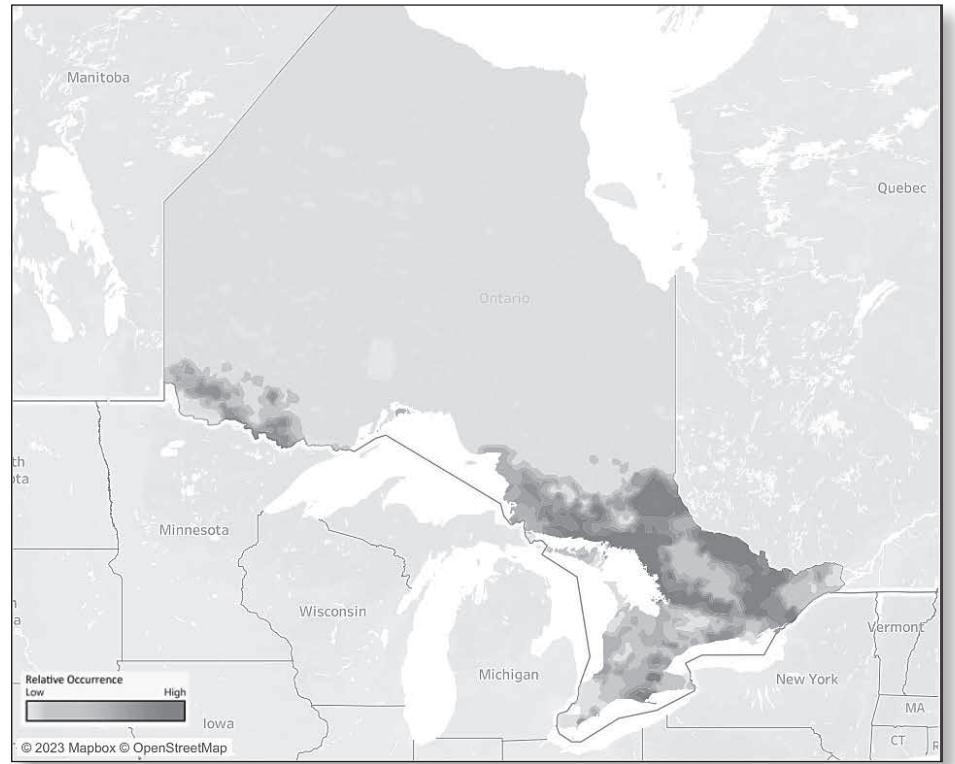 Manitoba
Quebec
Ontario
Minnesota
Wisconsin
Michigan
Vermont
New York
MA
CT
Iowa
Relative Occurrence
Low High
© 2023 Mapbox © OpenStreetMap